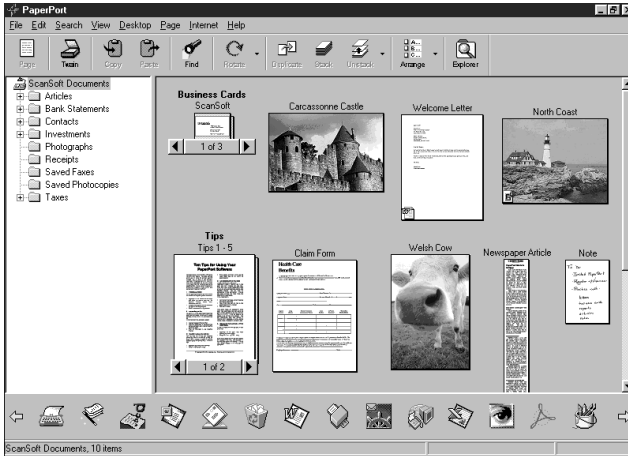 PaperPort
File Edit Search View Desktop Page Internet Help
Page Twain Copy Paste Find Rotate Duplicate Stack Unstack Arrange Explorer
ScanSoft Documents
Articles
Bank Statements
Contacts
Investments
Photographs
Receipts
Saved Faxes
Saved Photocopies
Taxes
Business Cards
ScanSoft
1 of 3
Carcassonne Castle
Welcome Letter
North Coast
Tips
Tips 1 - 5
Ten Tips for Using Your
PaperPort Software
1 of 2
Claim Form
Health Care
Benefits
Welsh Cow
Newspaper Article
Note
ScanSoft Documents, 10 items